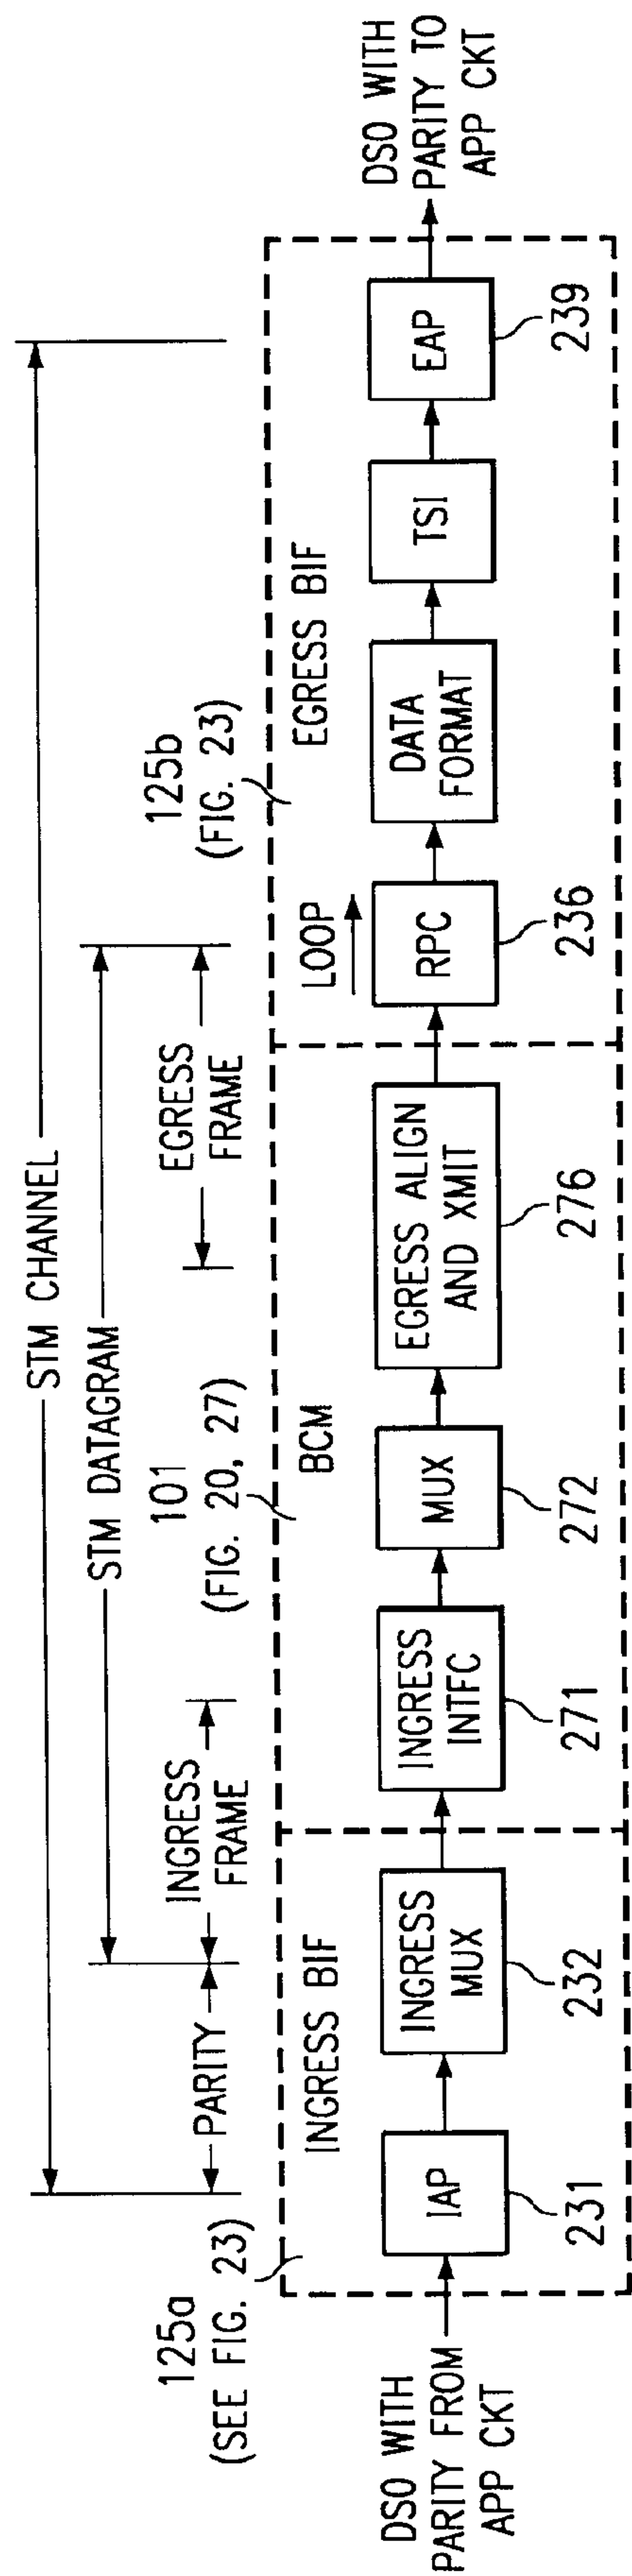 STM CHANNEL
STM DATAGRAM
PARITY
INGRESS
FRAME
EGRESS
FRAME
125a
(SEE FIG. 23)
101
(FIG. 20, 27)
125b
(FIG. 23)
INGRESS BIF
BCM
LOOP
EGRESS BIF
DSO WITH
PARITY FROM
APP CKT
IAP
INGRESS
MUX
INGRESS
INTFC
MUX
EGRESS ALIGN
AND XMIT
RPC
DATA
FORMAT
TSI
EAP
DSO WITH
PARITY TO
APP CKT
231
232
271
272
276
236
239